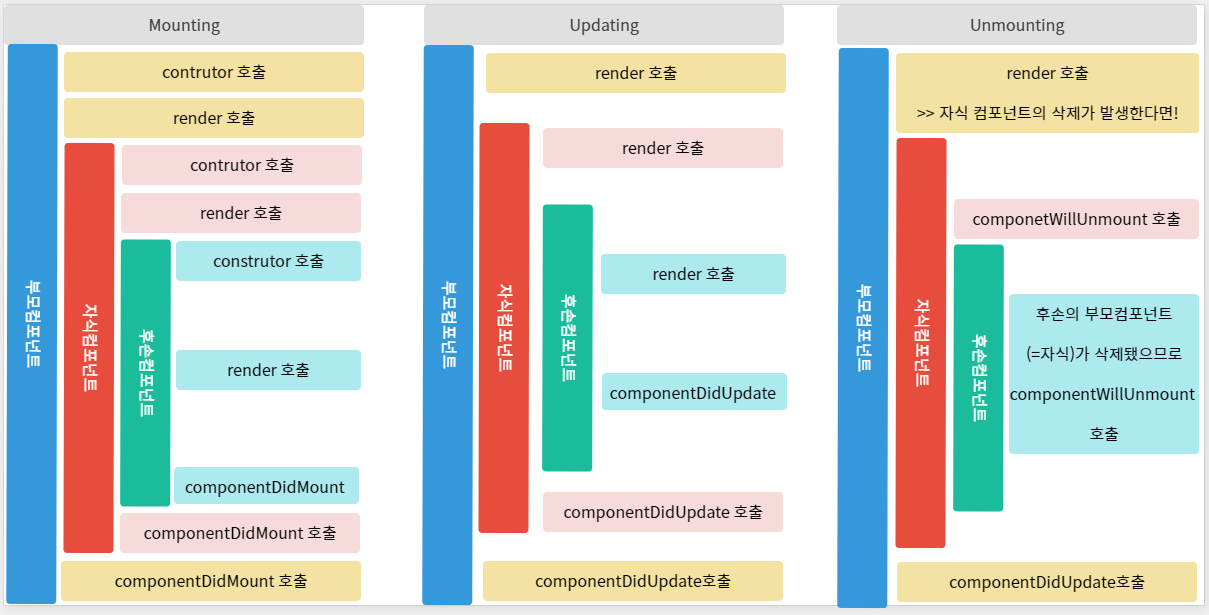 Mounting
부모컴포넌트
contrutor 호출
render 호출
자식컴포넌트
contrutor 호출
render 호출
후손컴포넌트
construtor 호출
render 호출
componentDidMount
componentDidMount 호출
componentDidMount 호출
Updating
부모컴포넌트
render 호출
자식컴포넌트
render 호출
후손컴포넌트
render 호출
componentDidUpdate
componentDidUpdate 호출
componentDidUpdate호출
Unmounting
부모컴포넌트
render 호출
>> 자식 컴포넌트의 삭제가 발생한다면!
자식컴포넌트
componetWillUnmount 호출
후손컴포넌트
후손의 부모컴포넌트
(=자식)가 삭제됐으므로
componentWillUnmount
호출
componentDidUpdate호출